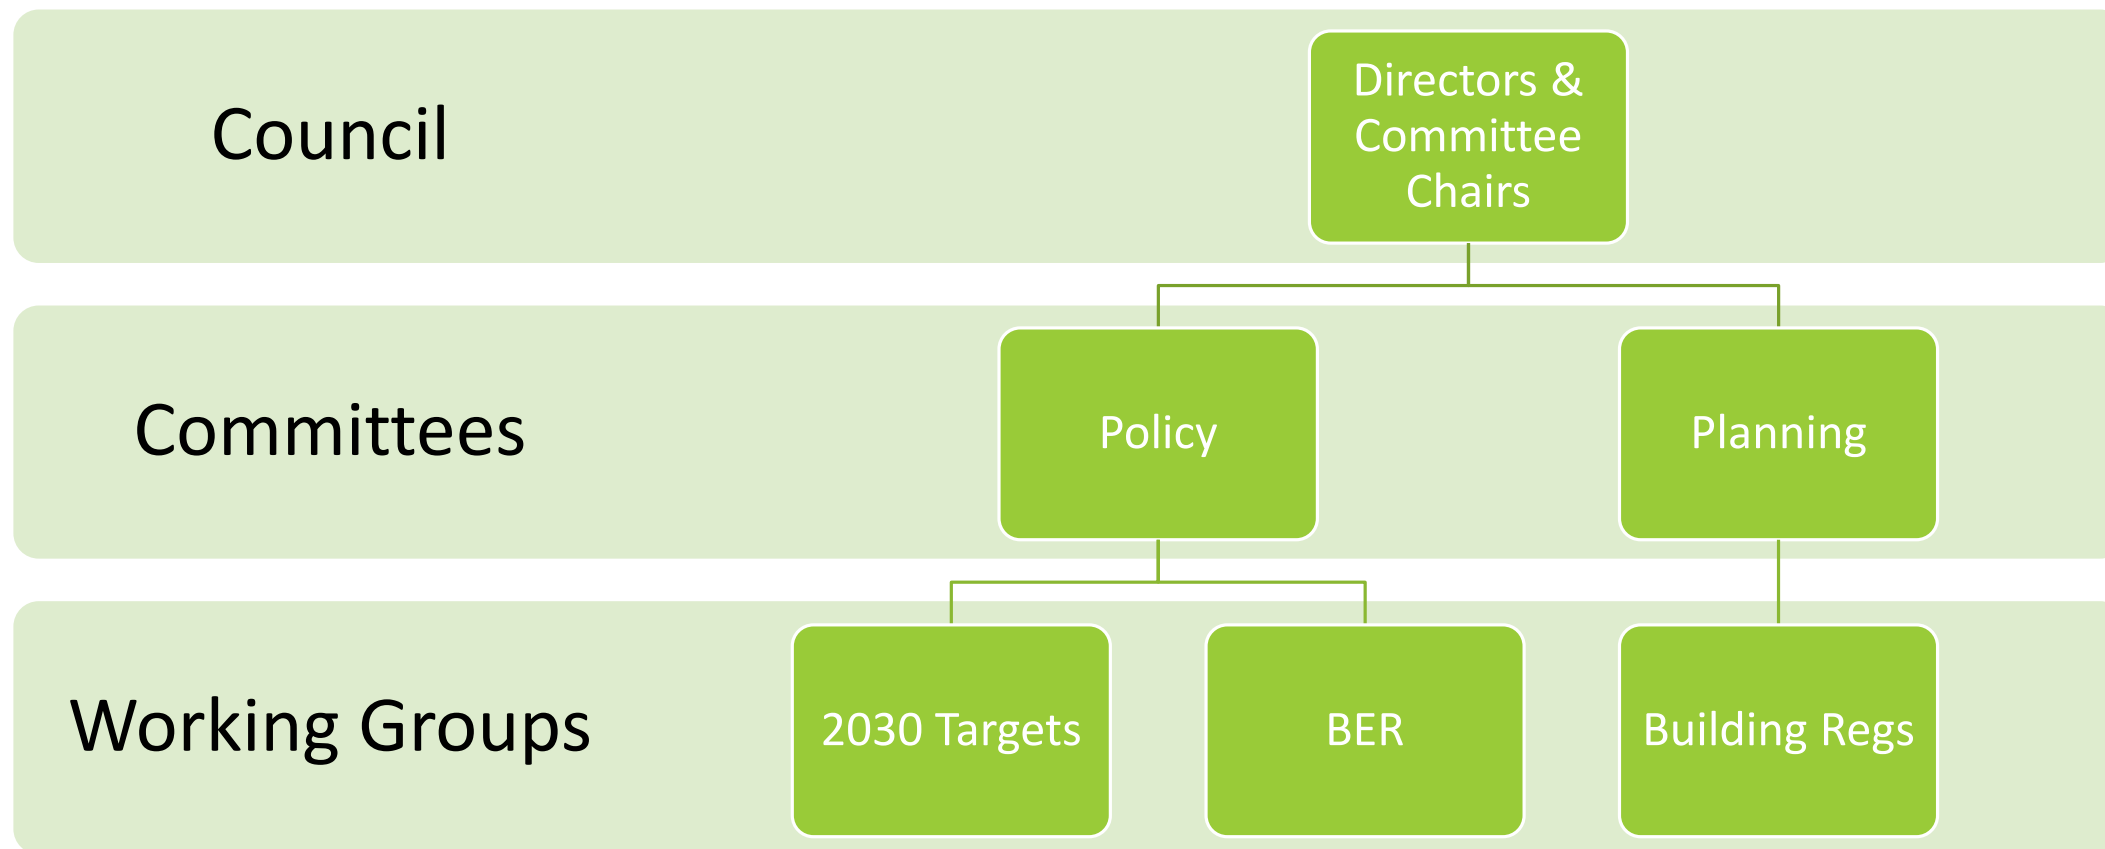 Council
Directors &
Committee
Chairs
Committees
Policy
Planning
Working Groups
2030 Targets
BER
Building Regs